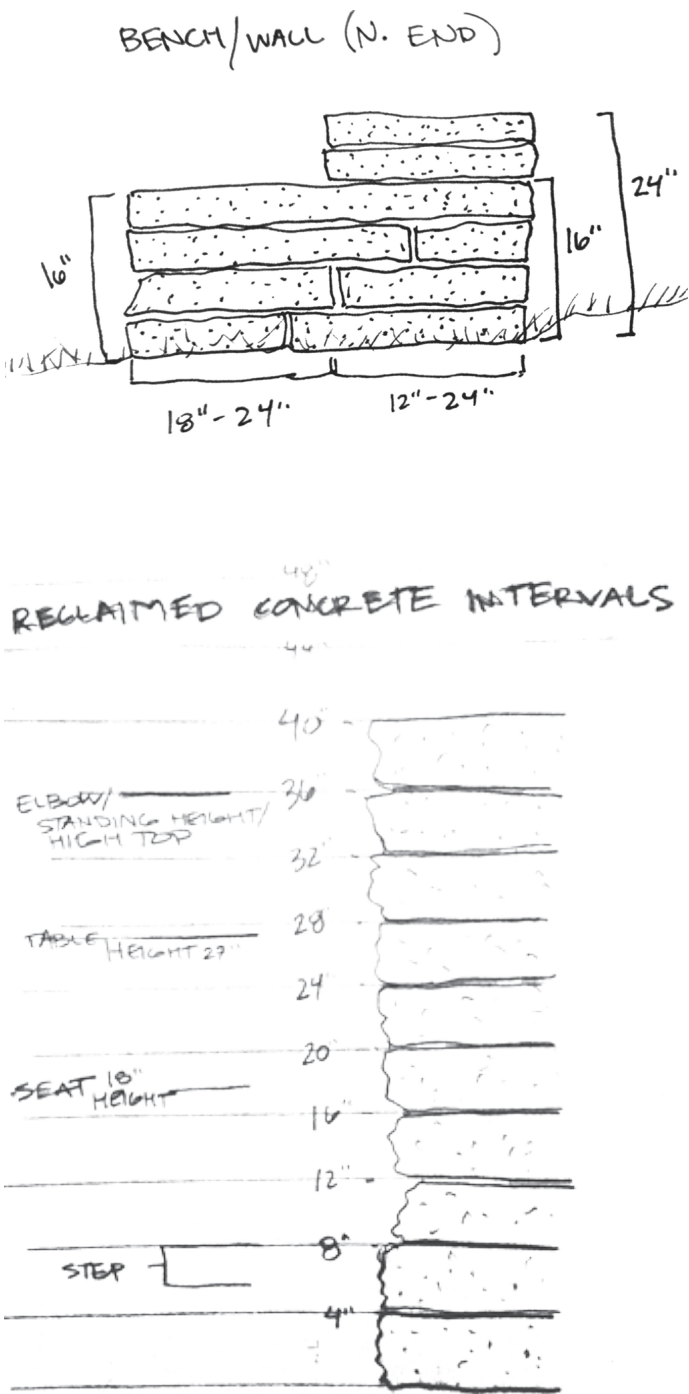 BENCH/WALL (N. END)
24"
16"
16"
18"-24"
12"-24"
48"
RECLAIMED CONCRETE INTERVALS
44"
40"
ELBOW/
STANDING HEIGHT/
HIGH TOP
36"
32"
28"
TABLE
HEIGHT 27"
24"
20"
SEAT 18"
HEIGHT
16"
12"
8"
STEP
4"